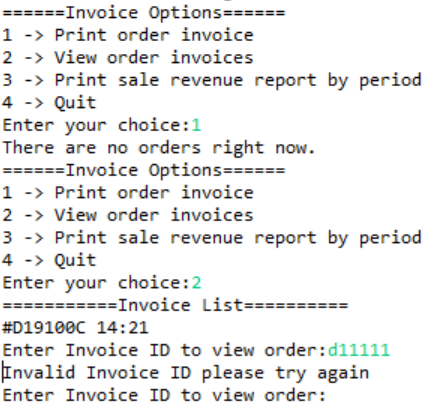 ======Invoice Options======
1 -> Print order invoice
2 -> View order invoices
3 -> Print sale revenue report by period
4 -> Quit
Enter your choice:1
There are no orders right now.
======Invoice Options======
1 -> Print order invoice
2 -> View order invoices
3 -> Print sale revenue report by period
4 -> Quit
Enter your choice:2
===========Invoice List==========
#D19100C 14:21
Enter Invoice ID to view order:d11111
Invalid Invoice ID please try again
Enter Invoice ID to view order: